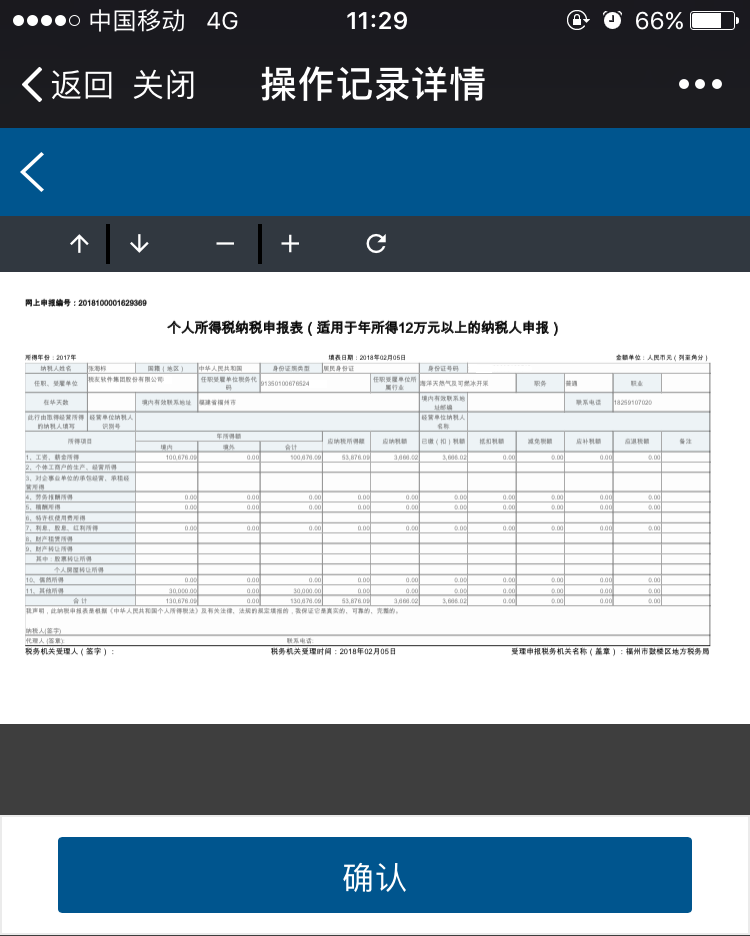 中国移动 4G 11:29 66%
返回 关闭 操作记录详情
网上申报编号：2018100001629369
个人所得税纳税申报表（适用于年所得12万元以上的纳税人申报）
所得年份：2017年 填表日期：2018年02月05日 金额单位：人民币元（列至角分）
纳税人姓名 国籍（地区） 中华人民共和国 身份证照类型 居民身份证 身份证号码
任职、受雇单位 税友软件集团股份有限公司 任职受雇单位税务代码 91350100676524 任职受雇单位所属行业 海洋天然气及可燃冰开采 职务 普通 职业
在华天数 境内有效联系地址 福建省福州市 境内有效联系地址邮编 联系电话 18259107020
此行由取得经营所得的纳税人填写 经营单位纳税人识别号 经营单位纳税人名称
所得项目 年所得额 应纳税所得额 应纳税额 已缴（扣）税额 抵扣税额 减免税额 应补税额 应退税额 备注
境内 境外 合计
1、工资、薪金所得 100,676.09 0.00 100,676.09 53,876.09 3,666.02 3,666.02 0.00 0.00 0.00 0.00
2、个体工商户的生产、经营所得
3、对企事业单位的承包经营、承租经营所得
4、劳务报酬所得 0.00 0.00 0.00 0.00 0.00 0.00 0.00 0.00 0.00 0.00
5、稿酬所得 0.00 0.00 0.00 0.00 0.00 0.00 0.00 0.00 0.00 0.00
6、特许权使用费所得
7、利息、股息、红利所得 0.00 0.00 0.00 0.00 0.00 0.00 0.00 0.00 0.00 0.00
8、财产租赁所得
9、财产转让所得
其中：股票转让所得
个人房屋转让所得
10、偶然所得 0.00 0.00 0.00 0.00 0.00 0.00 0.00 0.00 0.00 0.00
11、其他所得 30,000.00 0.00 30,000.00 0.00 0.00 0.00 0.00 0.00 0.00 0.00
合计 130,676.09 0.00 130,676.09 53,876.09 3,666.02 3,666.02 0.00 0.00 0.00 0.00
我声明，此纳税申报表是根据《中华人民共和国个人所得税法》及有关法律、法规的规定填报的，我保证它是真实的、可靠的、完整的。
纳税人(签字)
代理人（签章）： 联系电话：
税务机关受理人（签字）： 税务机关受理时间：2018年02月05日 受理申报税务机关名称（盖章）：福州市鼓楼区地方税务局
确认